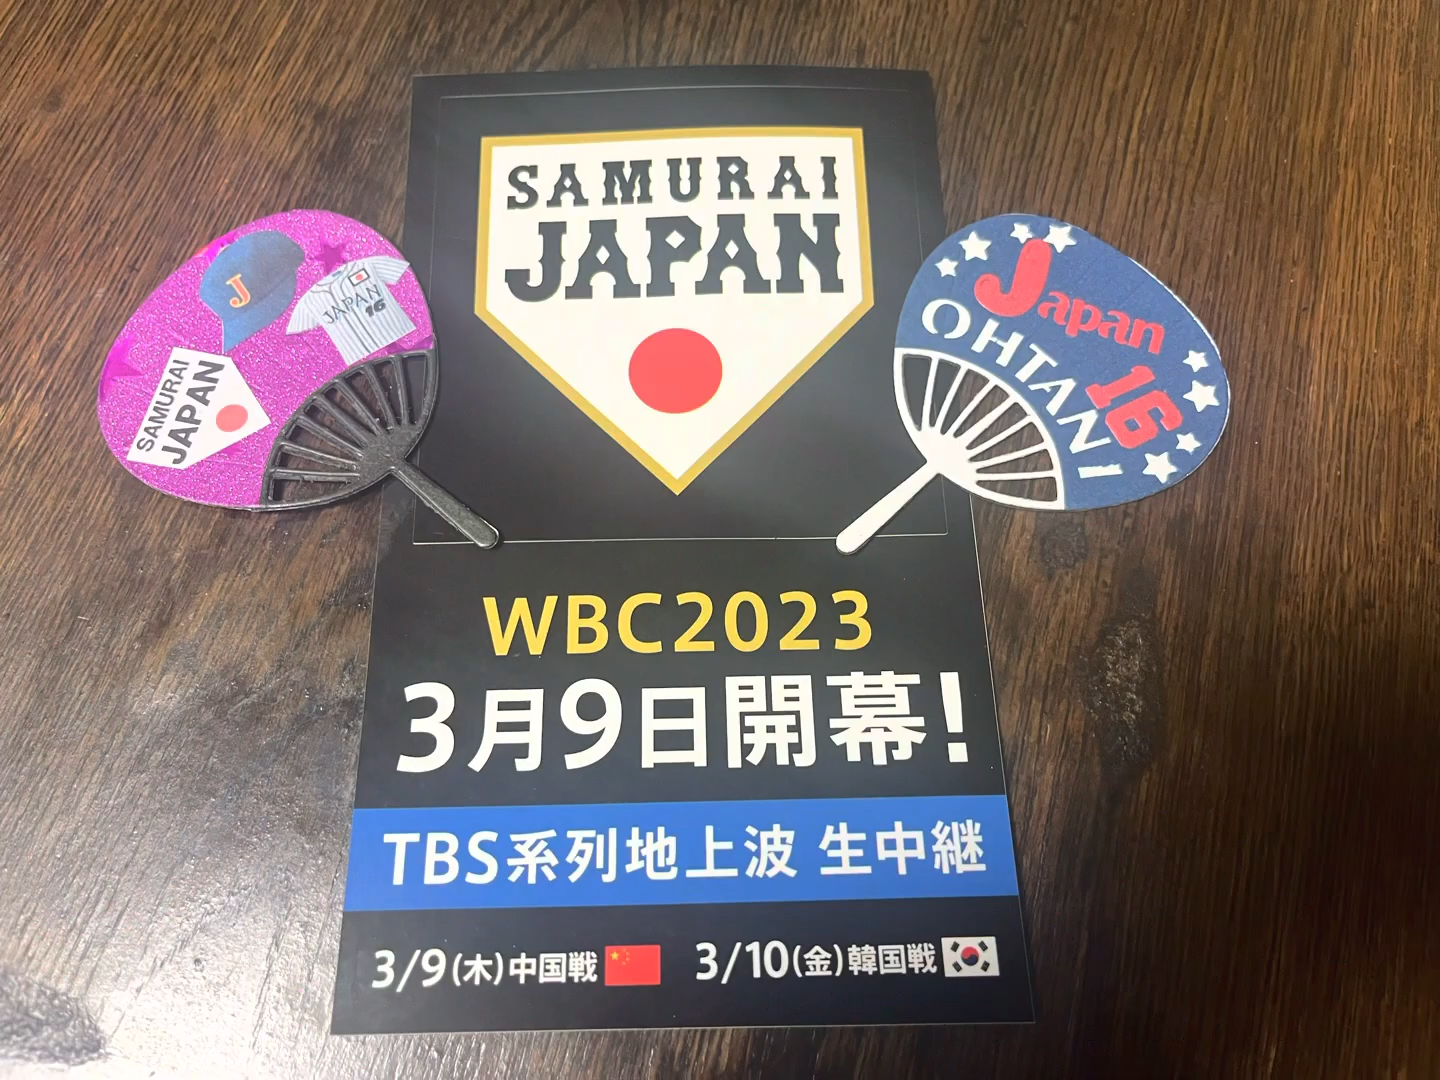 SAMURAI
JAPAN
J
JAPAN
16
SAMURAI
JAPAN
Japan
16
OHTANI
WBC2023
3月9日開幕!
TBS系列地上波 生中継
3/9(木)中国戦
3/10(金)韓国戦